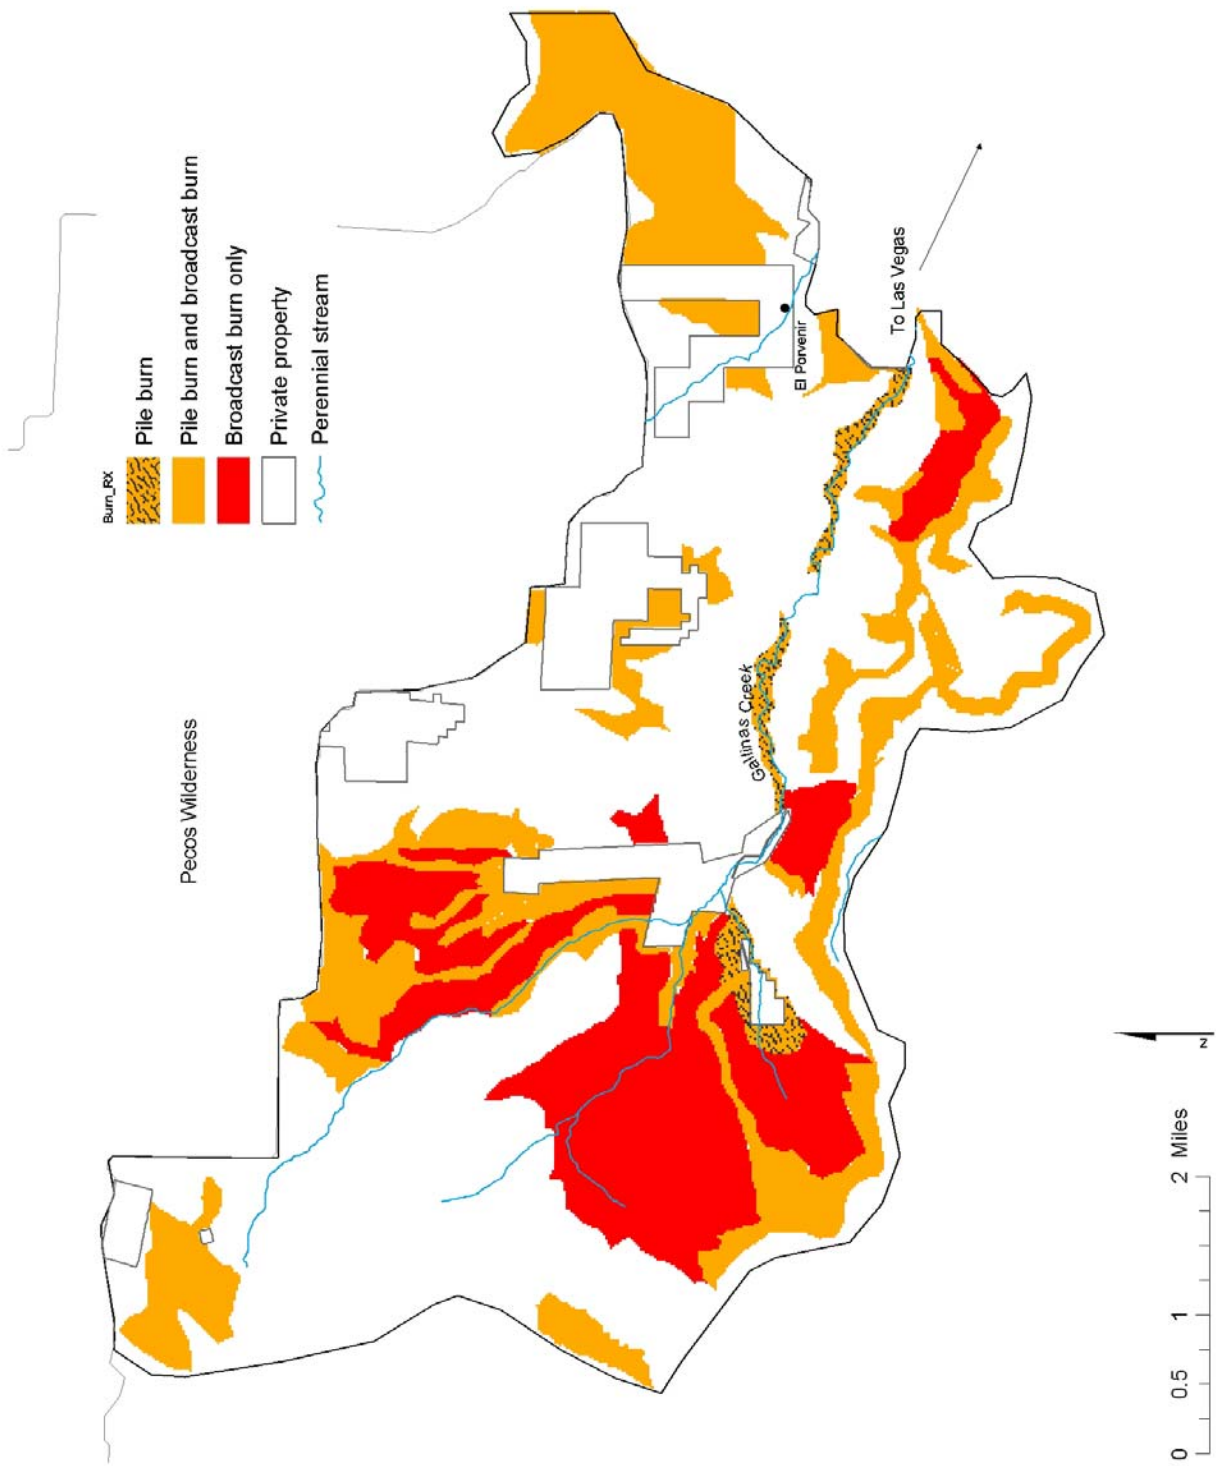 Burn_RX
Pile burn
Pile burn and broadcast burn
Broadcast burn only
Private property
Perennial stream
Pecos Wilderness
Gallinas Creek
El Porvenir
To Las Vegas
N
0 0.5 1 2 Miles